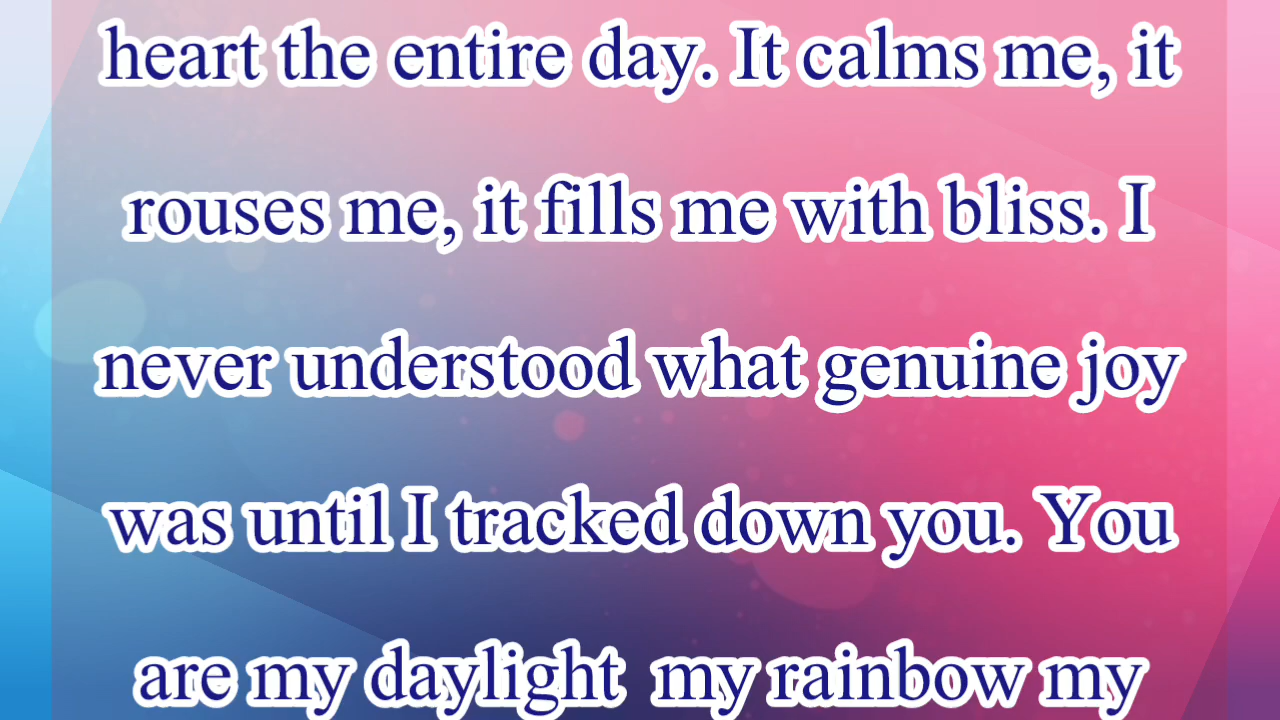 heart the entire day. It calms me, it
rouses me, it fills me with bliss. I
never understood what genuine joy
was until I tracked down you. You
are my daylight  my rainbow my